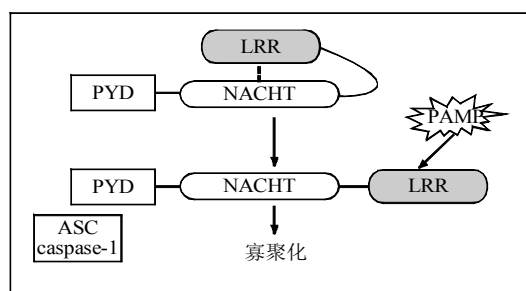 LRR
PYD
NACHT
PAMP
PYD
NACHT
LRR
ASC
caspase-1
寡聚化